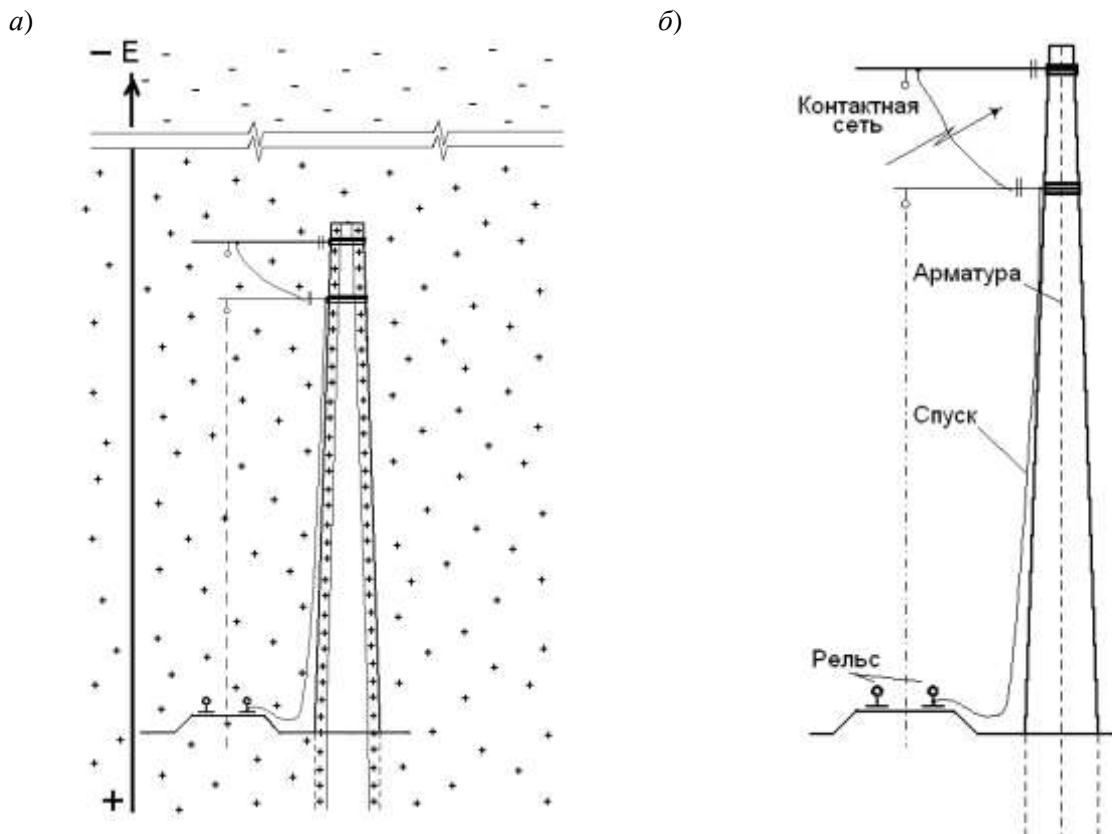 а)
б)
– E
+
Контактная
сеть
Арматура
Спуск
Рельс